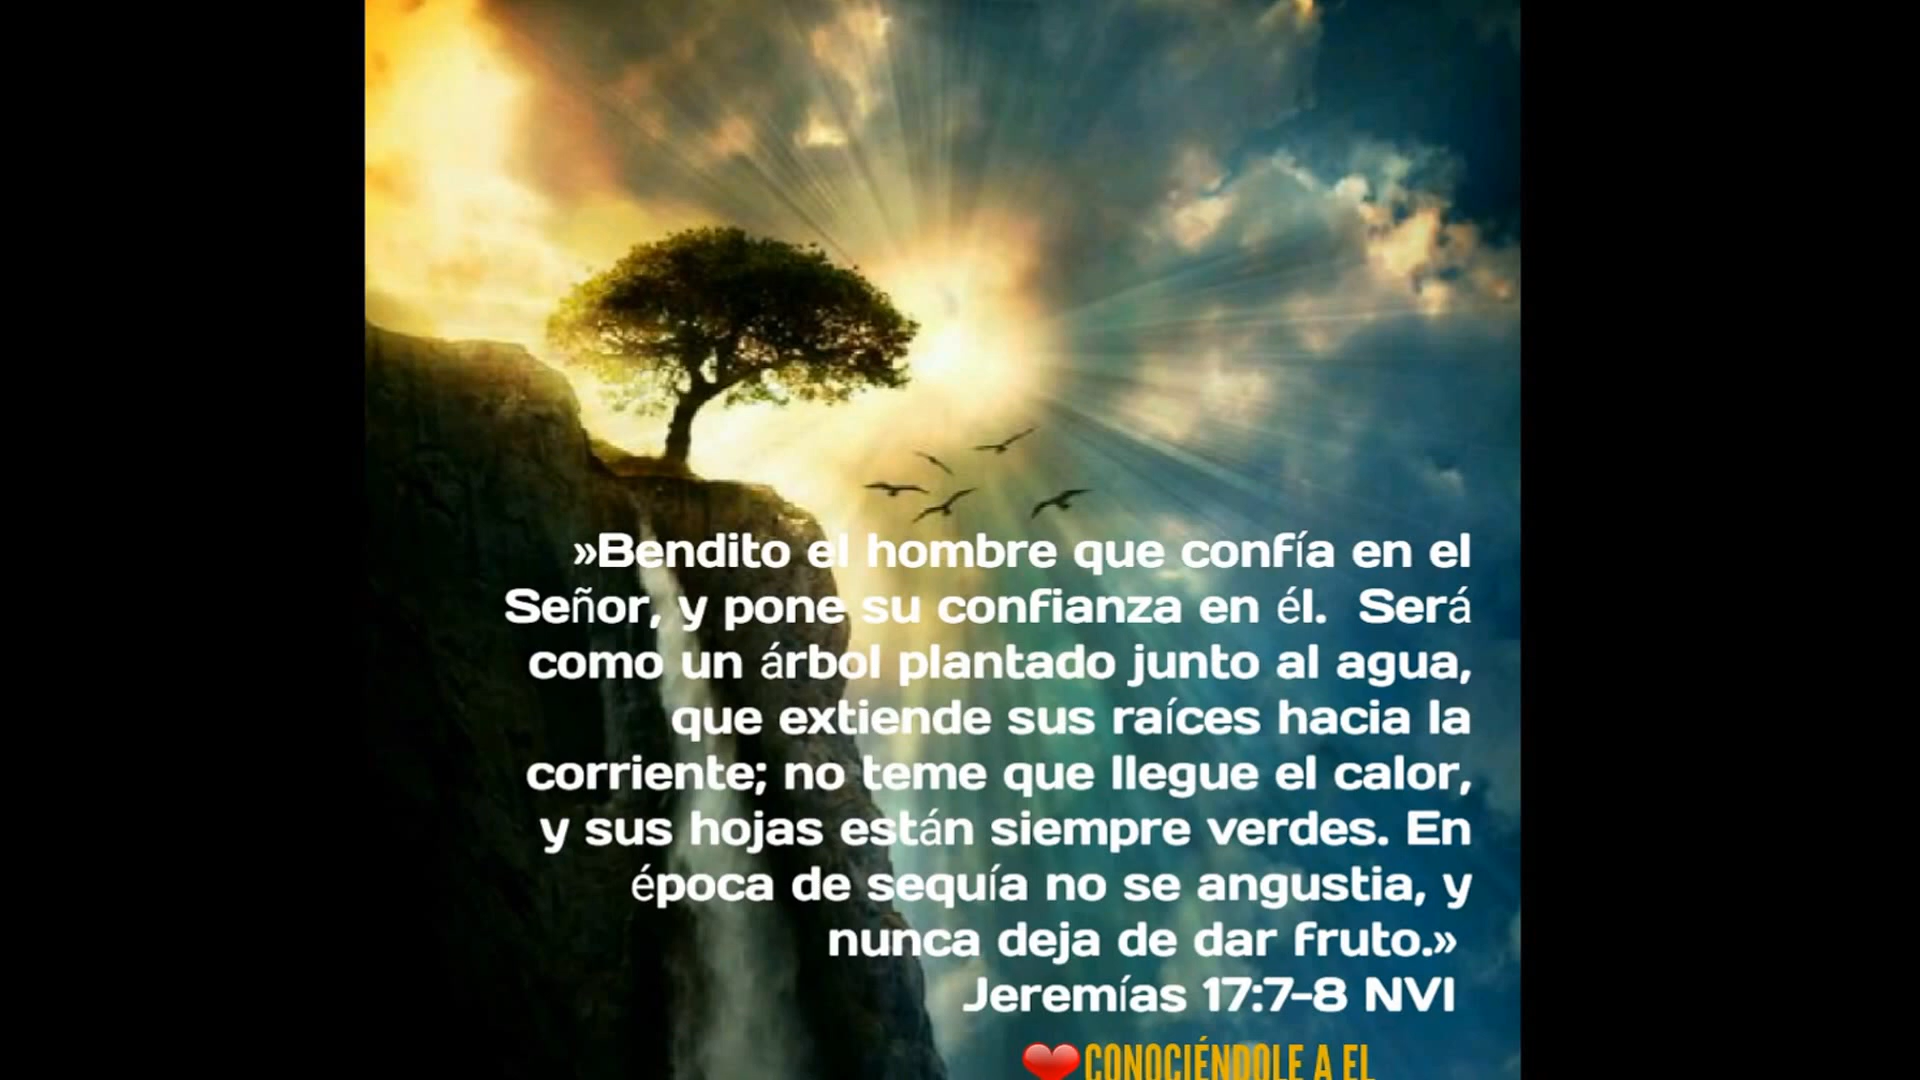 »Bendito el hombre que confía en el
Señor, y pone su confianza en él. Será
como un árbol plantado junto al agua,
que extiende sus raíces hacia la
corriente; no teme que llegue el calor,
y sus hojas están siempre verdes. En
época de sequía no se angustia, y
nunca deja de dar fruto.»
Jeremías 17:7-8 NVI
❤CONOCIÉNDOLE A EL